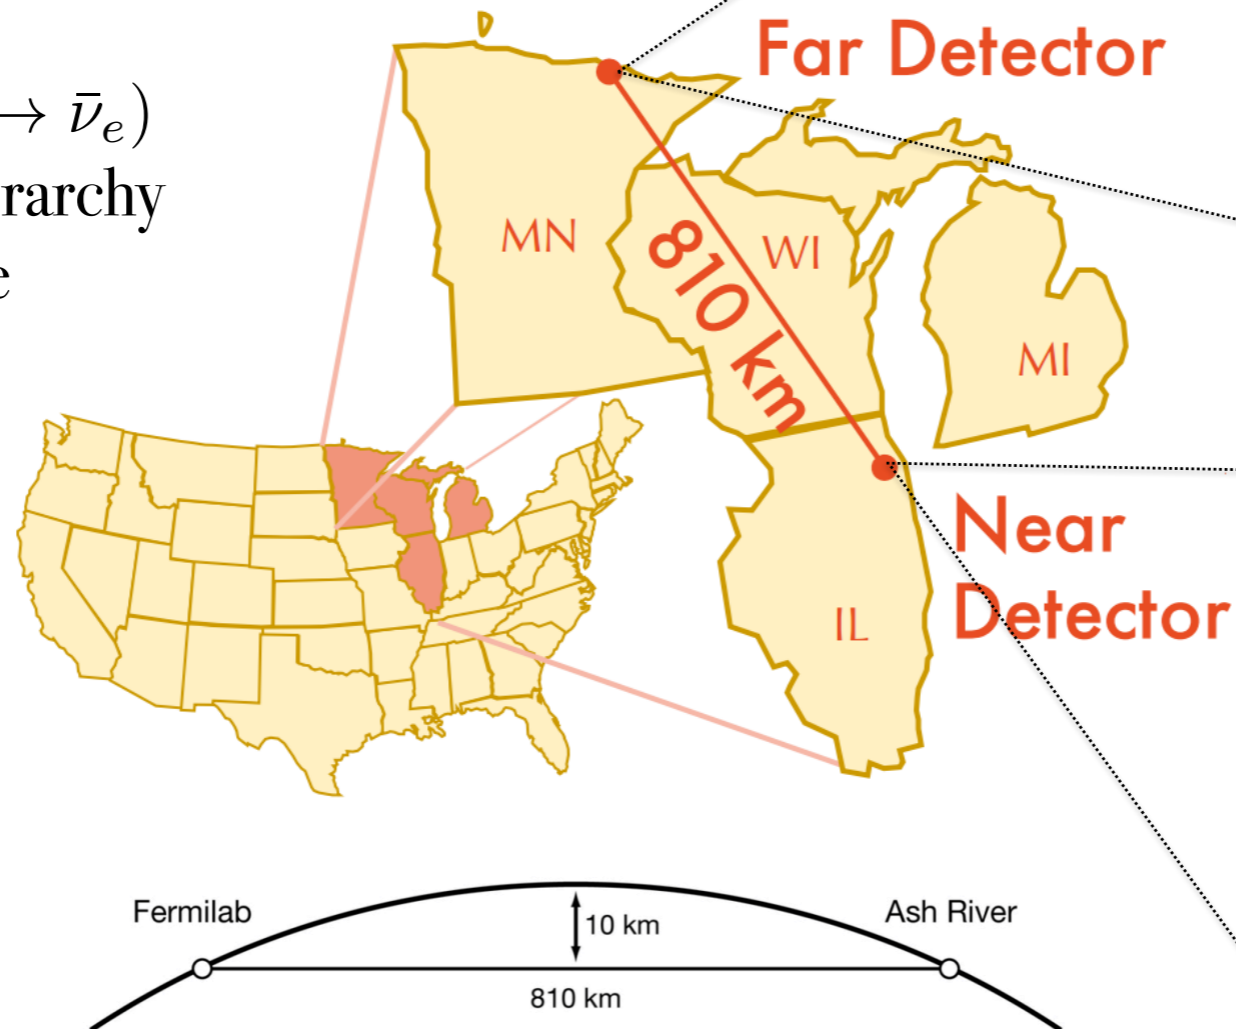 → ν̄ₑ)
rarchy
e
Far Detector
MN
WI
MI
810 km
Near
Detector
IL
Fermilab
Ash River
10 km
810 km